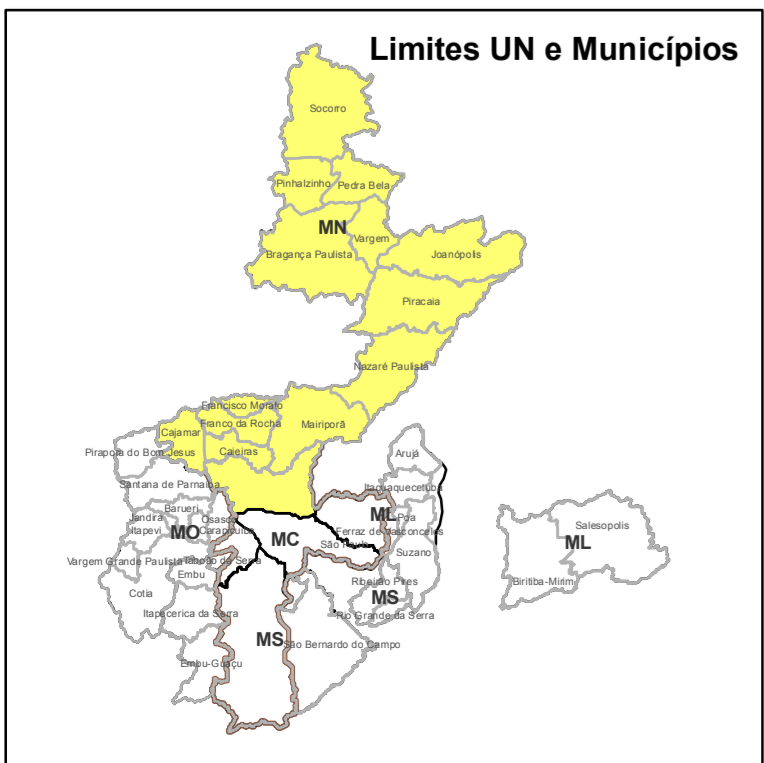 Limites UN e Municípios
Socorro
Pinhalzinho
Pedra Bela
MN
Vargem
Bragança Paulista
Joanópolis
Piracaia
Nazaré Paulista
Francisco Morato
Franco da Rocha
Mairiporã
Cajamar
Caieiras
Pirapora do Bom Jesus
Arujá
Santana de Parnaíba
Itaquaquecetuba
Salesopolis
Barueri
ML
Poa
Jandira
Osasco
Itapevi
MO
Carapicuíba
Ferraz de Vasconcelos
MC
São Paulo
ML
Suzano
Vargem Grande Paulista
Taboão da Serra
Embu
Ribeirão Pires
Biritiba-Mirim
Cotia
MS
Itapecerica da Serra
Rio Grande da Serra
MS
São Bernardo do Campo
Embu-Guaçu